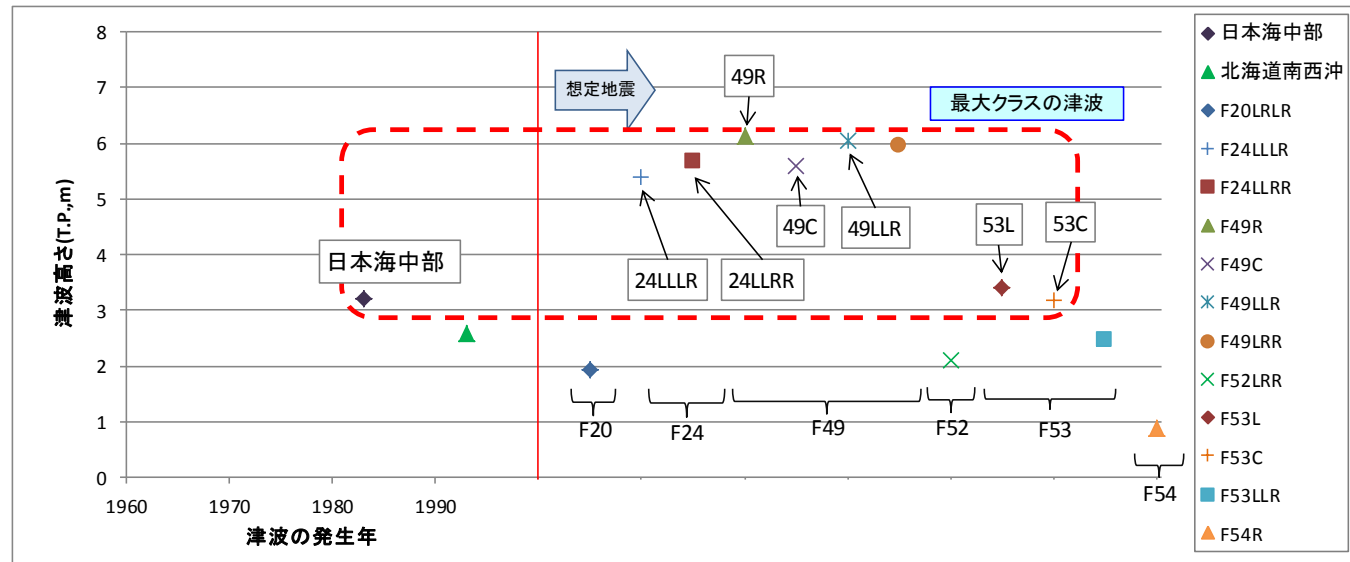 8
7
6
5
4
3
2
1
0
津波高さ(T.P.,m)
1960
1970
1980
1990
津波の発生年
想定地震
最大クラスの津波
日本海中部
49R
24LLLR
24LLRR
49C
49LLR
53L
53C
F20
F24
F49
F52
F53
F54
日本海中部
北海道南西沖
F20LRLR
F24LLLR
F24LLRR
F49R
F49C
F49LLR
F49LRR
F52LRR
F53L
F53C
F53LLR
F54R